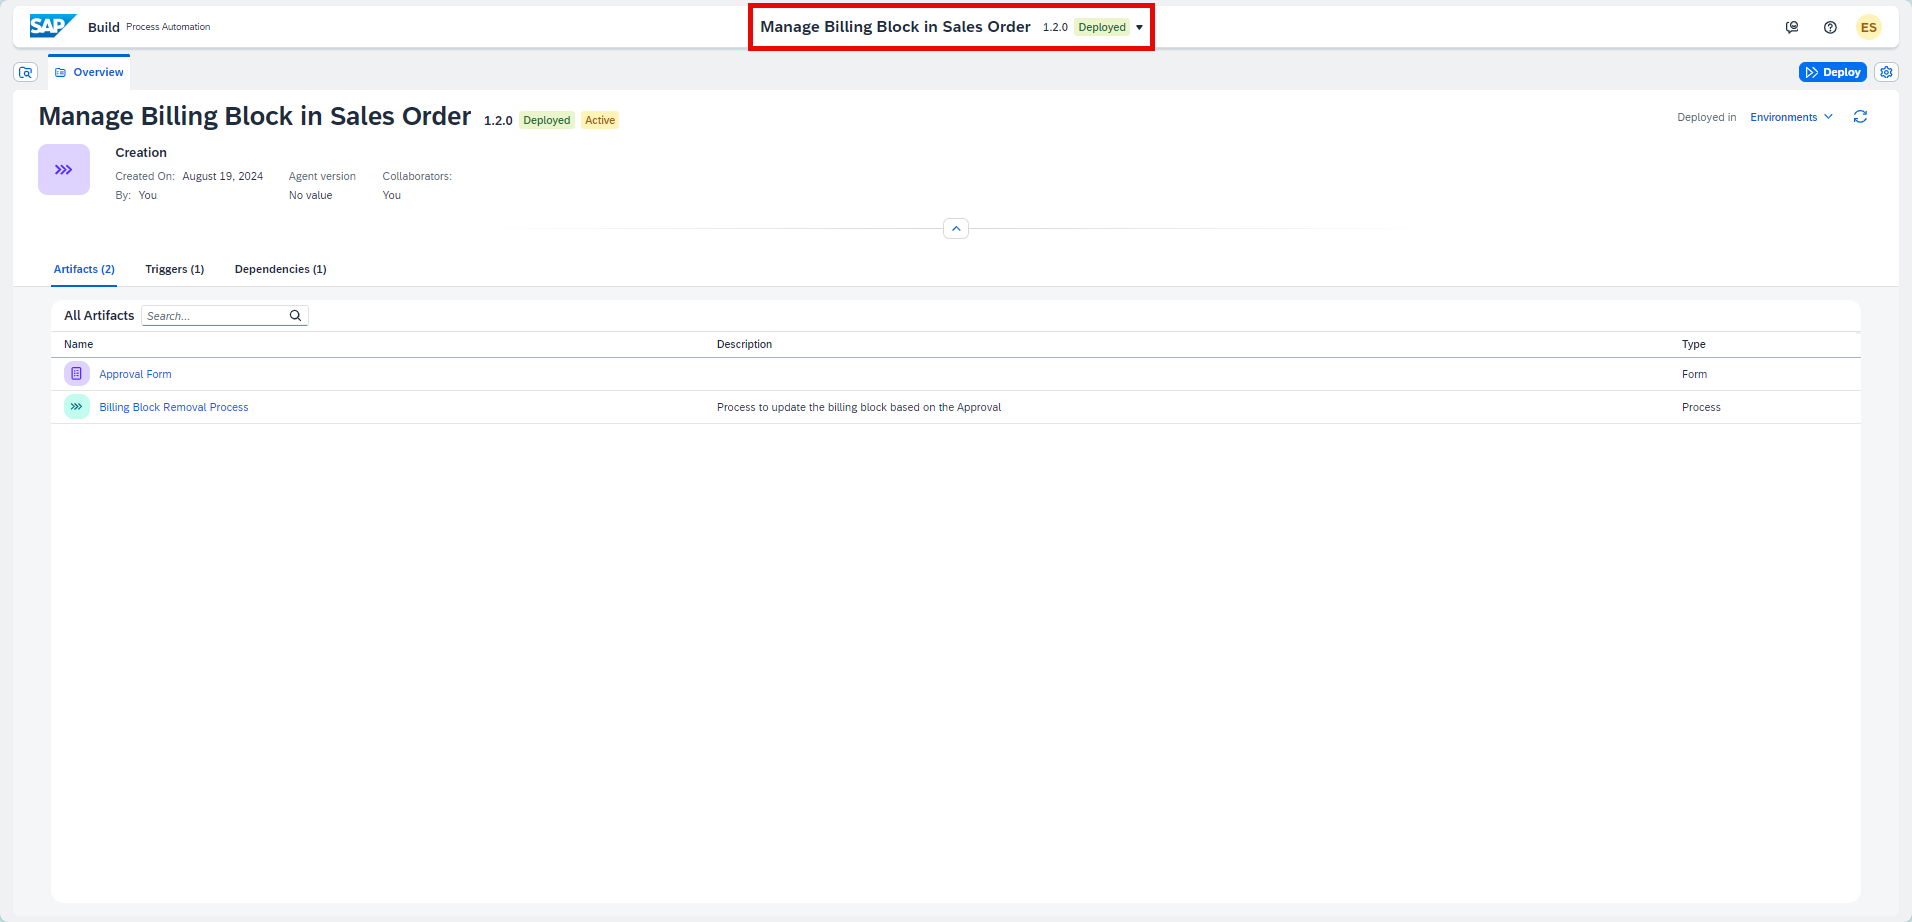 SAP Build Process Automation Manage Billing Block in Sales Order 1.2.0 Deployed ES
Overview Deploy
Manage Billing Block in Sales Order 1.2.0 Deployed Active Deployed in Environments
Creation
Created On: August 19, 2024 Agent version Collaborators:
By: You No value You
Artifacts (2) Triggers (1) Dependencies (1)
All Artifacts Search...
Name Description Type
Approval Form Form
Billing Block Removal Process Process to update the billing block based on the Approval Process